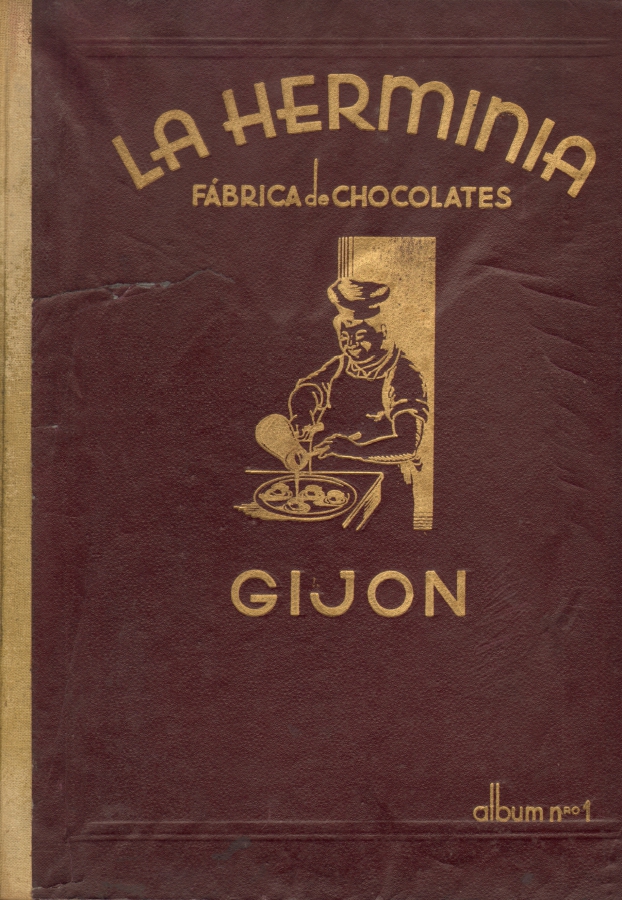 LA HERMINIA
FÁBRICA de CHOCOLATES
GIJON
album nRO 1